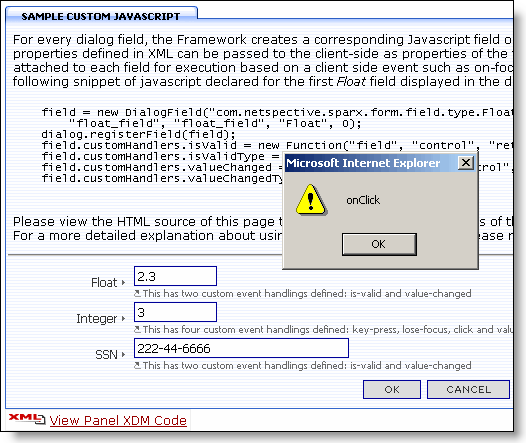 SAMPLE CUSTOM JAVASCRIPT
For every dialog field, the Framework creates a corresponding Javascript field o
properties defined in XML can be passed to the client-side as properties of the
attached to each field for execution based on a client side event such as on-foc
following snippet of javascript declared for the first Float field displayed in the d
field = new DialogField("com.netspective.sparx.form.field.type.Float
"float_field", "float_field", "Float", 0);
dialog.registerField(field);
field.customHandlers.isValid = new Function("field", "control", "ret
field.customHandlers.isValidType =
field.customHandlers.valueChanged = ontrol",
field.customHandlers.valueChangedTy
Microsoft Internet Explorer
onClick
OK
Please view the HTML source of this page t s of the
For a more detailed explanation about usin ease re
Float 2.3
This has two custom event handlings defined: is-valid and value-changed
Integer 3
This has four custom event handlings defined: key-press, lose-focus, click and valu
SSN 222-44-6666
This has two custom event handlings defined: is-valid and value-changed
OK CANCEL
XML View Panel XDM Code